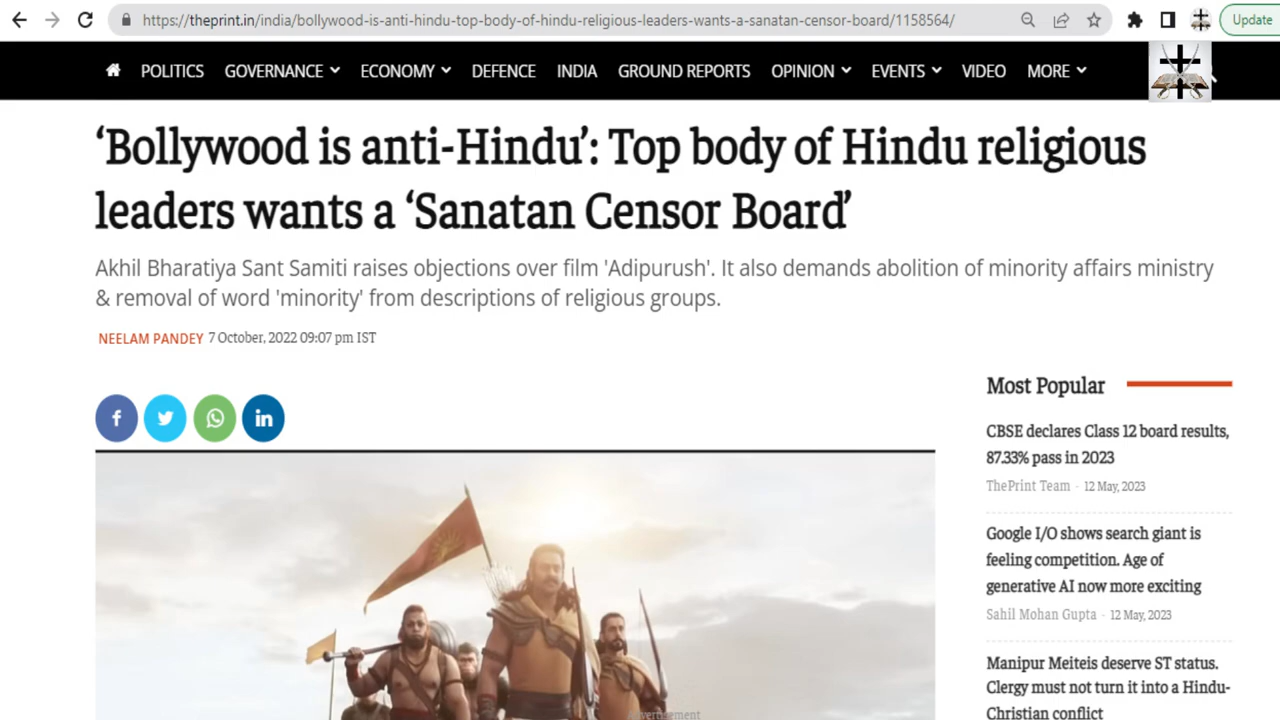 https://theprint.in/india/bollywood-is-anti-hindu-top-body-of-hindu-religious-leaders-wants-a-sanatan-censor-board/1158564/
Update
POLITICS GOVERNANCE ECONOMY DEFENCE INDIA GROUND REPORTS OPINION EVENTS VIDEO MORE
‘Bollywood is anti-Hindu’: Top body of Hindu religious
leaders wants a ‘Sanatan Censor Board’
Akhil Bharatiya Sant Samiti raises objections over film 'Adipurush'. It also demands abolition of minority affairs ministry
& removal of word 'minority' from descriptions of religious groups.
NEELAM PANDEY 7 October, 2022 09:07 pm IST
f
in
Most Popular
CBSE declares Class 12 board results,
87.33% pass in 2023
ThePrint Team - 12 May, 2023
Google I/O shows search giant is
feeling competition. Age of
generative AI now more exciting
Sahil Mohan Gupta - 12 May, 2023
Manipur Meiteis deserve ST status.
Clergy must not turn it into a Hindu-
Christian conflict
Advertisement